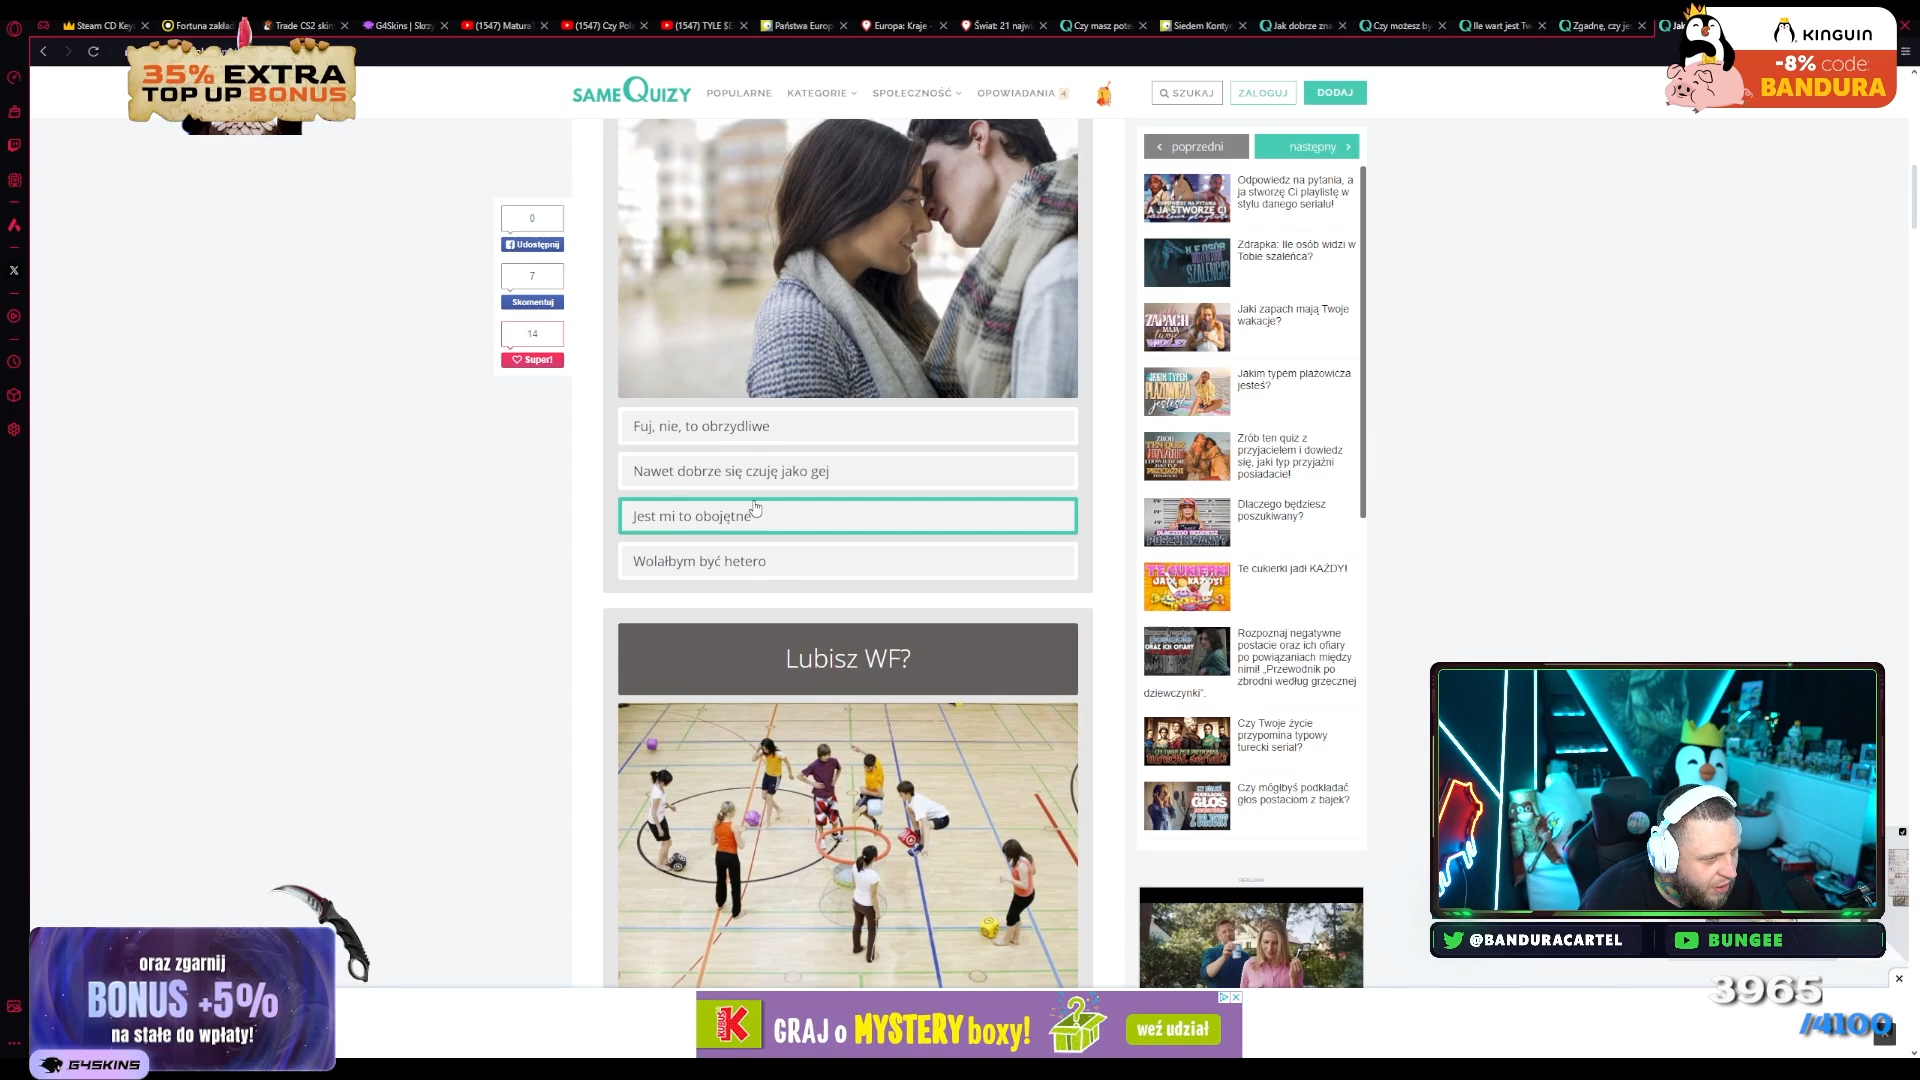 Steam CD Key
Fortuna zakład
Trade CS2 skin
G4Skins | Skrzy
(1547) Matura
(1547) Czy Pol
(1547) TYLE $E
Państwa Europ
Europa: Kraje -
Świat: 21 najwi
Czy masz pote
Siedem Kontyn
Jak dobrze zna
Czy możesz by
Ile wart jest Tw
Zgadnę, czy je
35% EXTRA
TOP UP BONUS
KINGUIN
-8% code:
BANDURA
SAMEQUIZY
POPULARNE
KATEGORIE
SPOŁECZNOŚĆ
OPOWIADANIA 4
SZUKAJ
ZALOGUJ
DODAJ
0
Udostępnij
7
Skomentuj
14
Super!
Fuj, nie, to obrzydliwe
Nawet dobrze się czuję jako gej
Jest mi to obojętne
Wolałbym być hetero
Lubisz WF?
poprzedni
następny
Odpowiedz na pytania, a
ja stworzę Ci playlistę w
stylu danego serialu!
Zdrapka: Ile osób widzi w
Tobie szaleńca?
Jaki zapach mają Twoje
wakacje?
Jakim typem plażowicza
jesteś?
Zrób ten quiz z
przyjacielem i dowiedz
się, jaki typ przyjaźni
posiadacie!
Dlaczego będziesz
poszukiwany?
Te cukierki jadł KAŻDY!
Rozpoznaj negatywne
postacie oraz ich ofiary
po powiązaniach między
nimi! „Przewodnik po
zbrodni według grzecznej
dziewczynki”.
Czy Twoje życie
przypomina typowy
turecki serial?
Czy mógłbyś podkładać
głos postaciom z bajek?
REKLAMA
@BANDURACARTEL
BUNGEE
3965
/4100
oraz zgarnij
BONUS +5%
na stałe do wpłaty!
G4SKINS
KUBUŚ
GRAJ o MYSTERY boxy!
weź udział